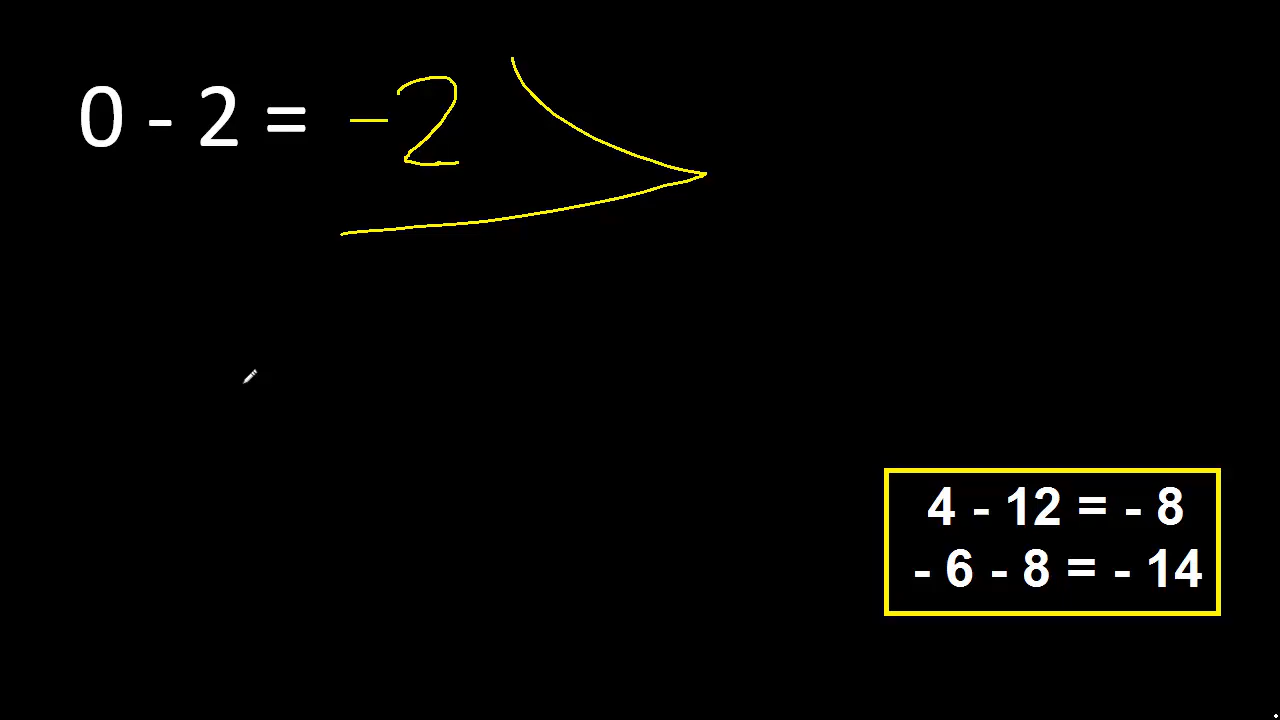 0 - 2 = -2
4 - 12 = - 8
- 6 - 8 = - 14